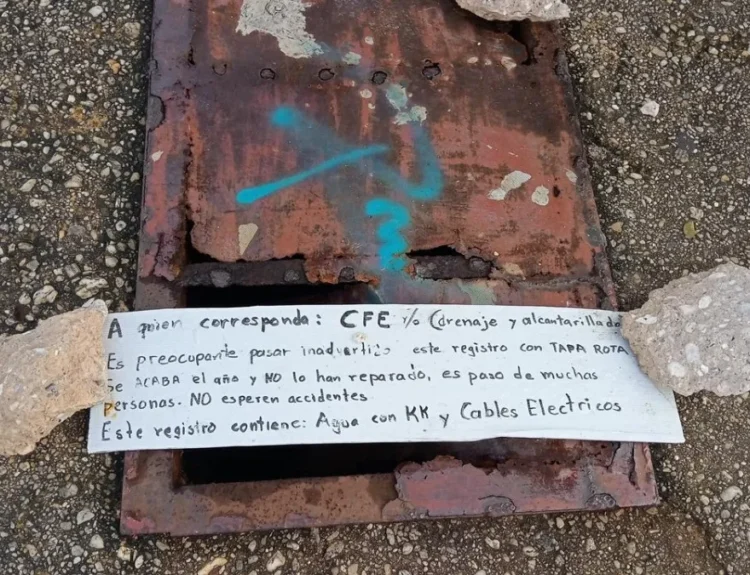 A quien corresponda: CFE y/o (drenaje y alcantarillado
Es preocupante pasar inadvertido este registro con TAPA ROTA
Se ACABA el año y NO lo han reparado, es paso de muchas
personas. NO esperen accidentes
Este registro contiene: Agua con KK y Cables Electricos